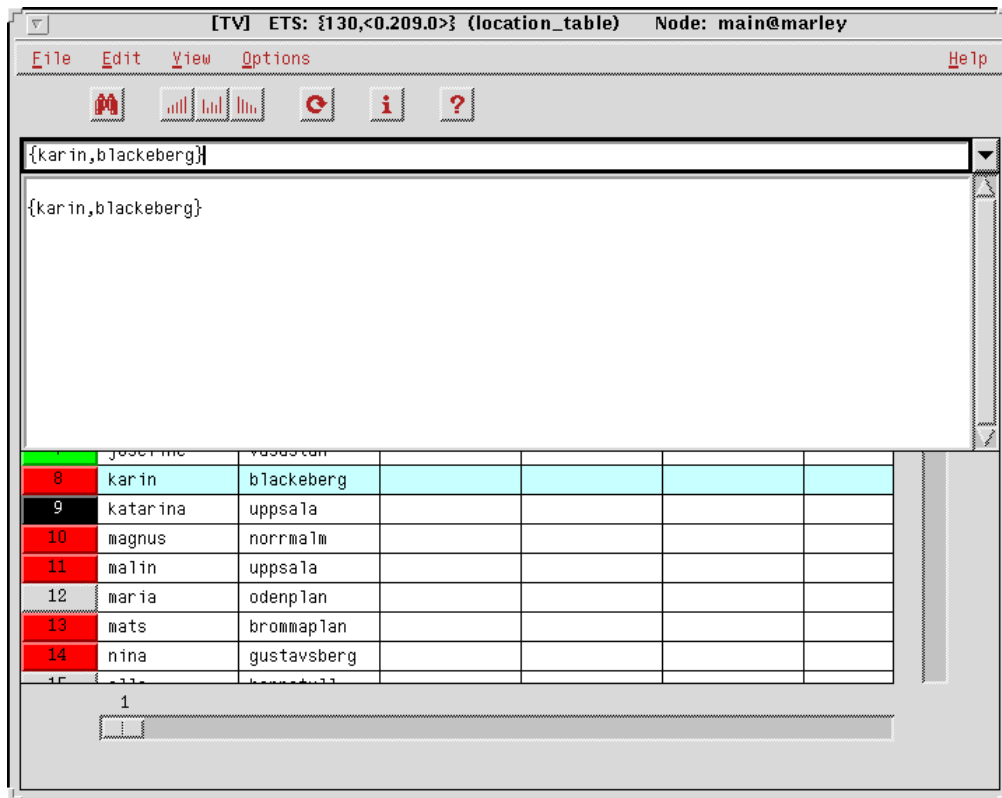 [TV] ETS: {130,<0.209.0>} (location_table) Node: main@marley
File Edit View Options Help
i ?
{karin,blackeberg}
{karin,blackeberg}
8 karin blackeberg
9 katarina uppsala
10 magnus norrmalm
11 malin uppsala
12 maria odenplan
13 mats brommaplan
14 nina gustavsberg
1